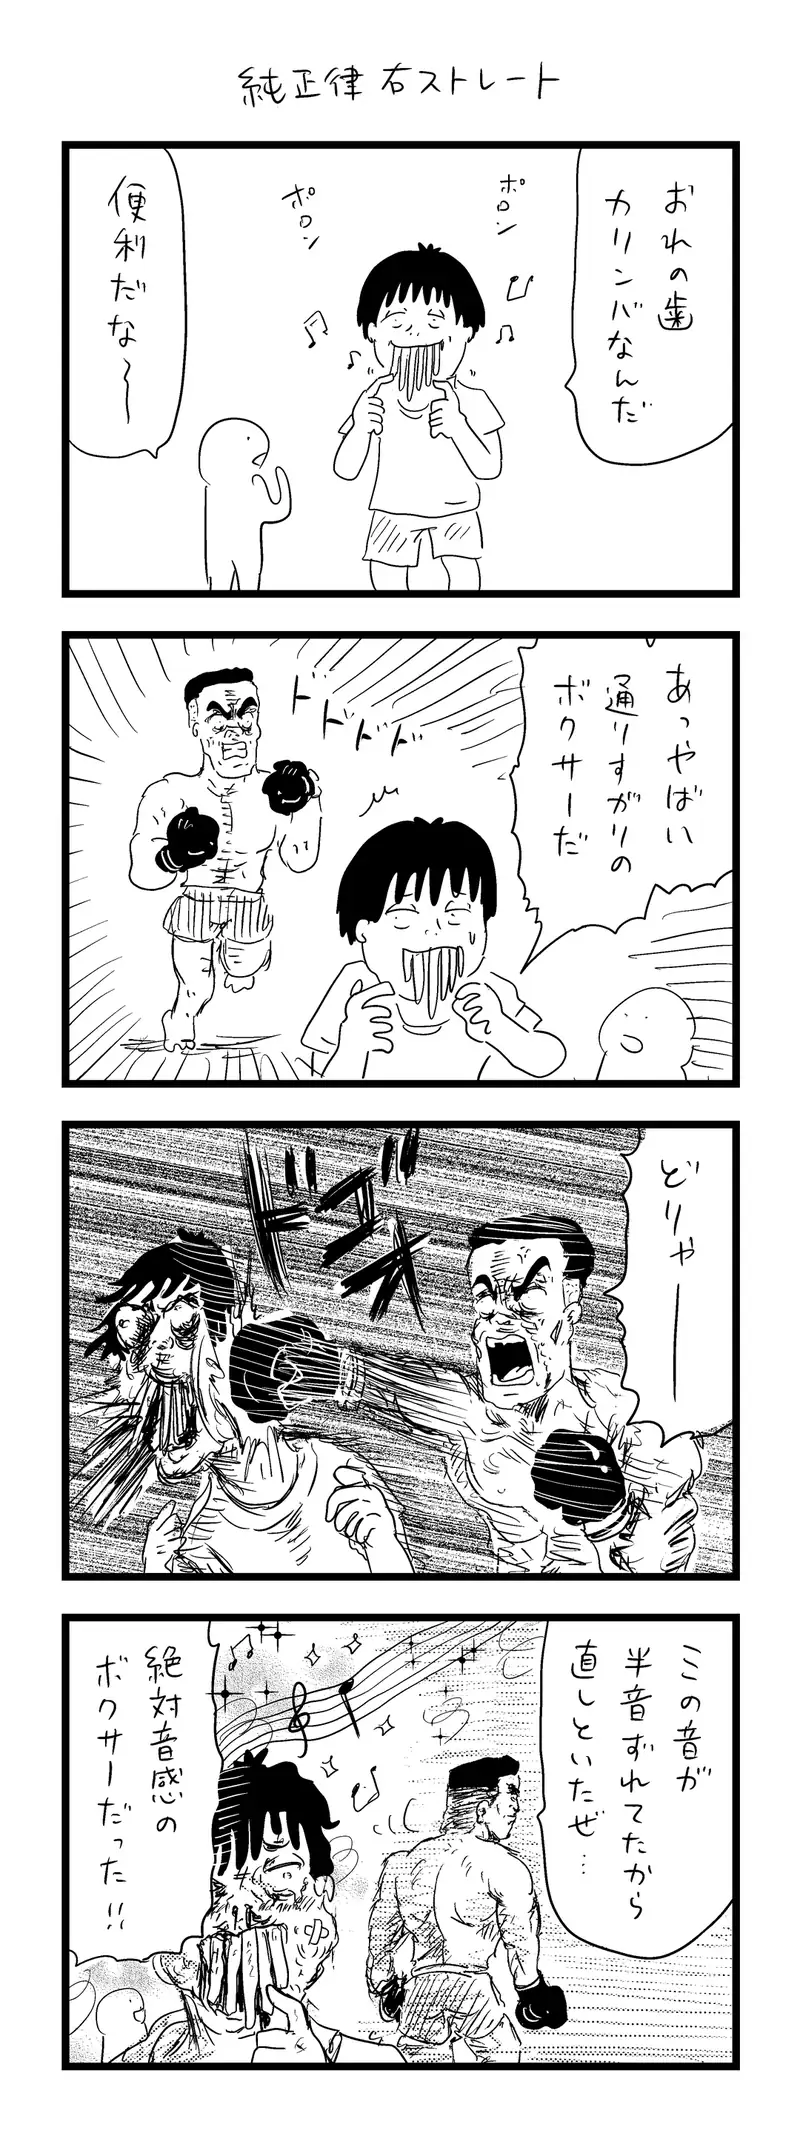 純正律 右ストレート
おれの歯
カリンバなんだ
ポロン
ポロン
便利だな〜
あっやばい
通りすがりの
ボクサーだ
ドドドドド
どりゃー
ドグォ
ミの音が
半音ずれてたから
直しといたぜ…
絶対音感の
ボクサーだった!!